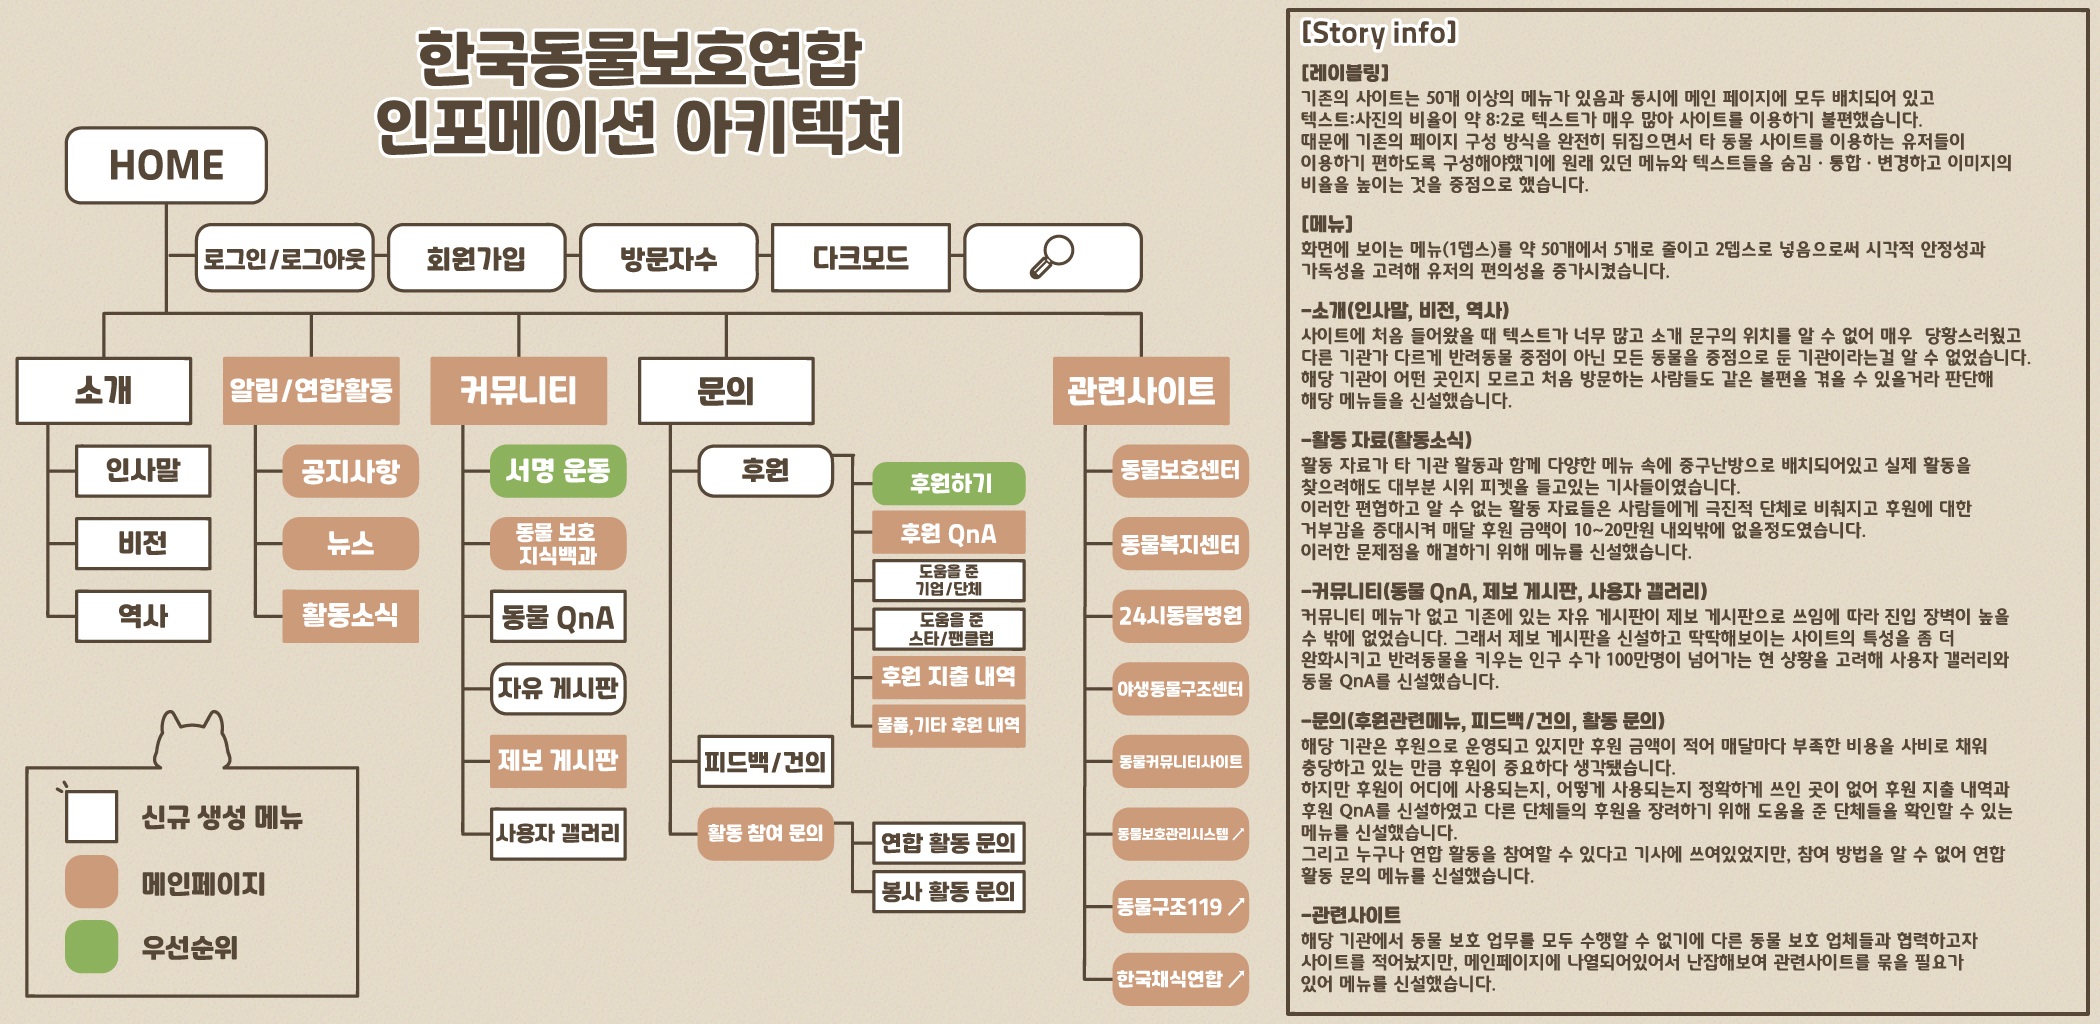 한국동물보호연합
인포메이션 아키텍쳐
HOME
로그인/로그아웃
회원가입
방문자수
다크모드
소개
인사말
비전
역사
알림/연합활동
공지사항
뉴스
활동소식
커뮤니티
서명 운동
동물 보호
지식백과
동물 QnA
자유 게시판
제보 게시판
사용자 갤러리
문의
후원
후원하기
후원 QnA
도움을 준
기업/단체
도움을 준
스타/팬클럽
후원 지출 내역
물품,기타 후원 내역
피드백/건의
활동 참여 문의
연합 활동 문의
봉사 활동 문의
관련사이트
동물보호센터
동물복지센터
24시동물병원
야생동물구조센터
동물커뮤니티사이트
동물보호관리시스템 ↗
동물구조119 ↗
한국채식연합 ↗
신규 생성 메뉴
메인페이지
우선순위
[Story info]
[레이블링]
기존의 사이트는 50개 이상의 메뉴가 있음과 동시에 메인 페이지에 모두 배치되어 있고
텍스트:사진의 비율이 약 8:2로 텍스트가 매우 많아 사이트를 이용하기 불편했습니다.
때문에 기존의 페이지 구성 방식을 완전히 뒤집으면서 타 동물 사이트를 이용하는 유저들이
이용하기 편하도록 구성해야했기에 원래 있던 메뉴와 텍스트들을 숨김 · 통합 · 변경하고 이미지의
비율을 높이는 것을 중점으로 했습니다.
[메뉴]
화면에 보이는 메뉴(1뎁스)를 약 50개에서 5개로 줄이고 2뎁스로 넣음으로써 시각적 안정성과
가독성을 고려해 유저의 편의성을 증가시켰습니다.
-소개(인사말, 비전, 역사)
사이트에 처음 들어왔을 때 텍스트가 너무 많고 소개 문구의 위치를 알 수 없어 매우 당황스러웠고
다른 기관가 다르게 반려동물 중점이 아닌 모든 동물을 중점으로 둔 기관이라는걸 알 수 없었습니다.
해당 기관이 어떤 곳인지 모르고 처음 방문하는 사람들도 같은 불편을 겪을 수 있을거라 판단해
해당 메뉴들을 신설했습니다.
-활동 자료(활동소식)
활동 자료가 타 기관 활동과 함께 다양한 메뉴 속에 중구난방으로 배치되어있고 실제 활동을
찾으려해도 대부분 시위 피켓을 들고있는 기사들이였습니다.
이러한 편협하고 알 수 없는 활동 자료들은 사람들에게 극진적 단체로 비춰지고 후원에 대한
거부감을 증대시켜 매달 후원 금액이 10~20만원 내외밖에 없을정도였습니다.
이러한 문제점을 해결하기 위해 메뉴를 신설했습니다.
-커뮤니티(동물 QnA, 제보 게시판, 사용자 갤러리)
커뮤니티 메뉴가 없고 기존에 있는 자유 게시판이 제보 게시판으로 쓰임에 따라 진입 장벽이 높을
수 밖에 없었습니다. 그래서 제보 게시판을 신설하고 딱딱해보이는 사이트의 특성을 좀 더
완화시키고 반려동물을 키우는 인구 수가 100만명이 넘어가는 현 상황을 고려해 사용자 갤러리와
동물 QnA를 신설했습니다.
-문의(후원관련메뉴, 피드백/건의, 활동 문의)
해당 기관은 후원으로 운영되고 있지만 후원 금액이 적어 매달마다 부족한 비용을 사비로 채워
충당하고 있는 만큼 후원이 중요하다 생각됐습니다.
하지만 후원이 어디에 사용되는지, 어떻게 사용되는지 정확하게 쓰인 곳이 없어 후원 지출 내역과
후원 QnA를 신설하였고 다른 단체들의 후원을 장려하기 위해 도움을 준 단체들을 확인할 수 있는
메뉴를 신설했습니다.
그리고 누구나 연합 활동을 참여할 수 있다고 기사에 쓰여있었지만, 참여 방법을 알 수 없어 연합
활동 문의 메뉴를 신설했습니다.
-관련사이트
해당 기관에서 동물 보호 업무를 모두 수행할 수 없기에 다른 동물 보호 업체들과 협력하고자
사이트를 적어놨지만, 메인페이지에 나열되어있어서 난잡해보여 관련사이트를 묶을 필요가
있어 메뉴를 신설했습니다.